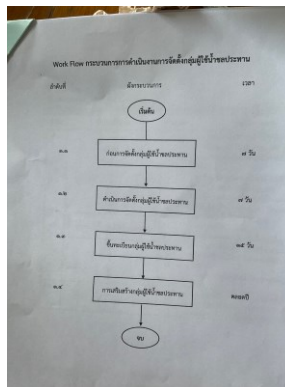 Work Flow กระบวนการการดำเนินงานการจัดตั้งกลุ่มผู้ใช้น้ำชลประทาน
ลำดับที่ ผังกระบวนการ เวลา
เริ่มต้น
๑.๑ ก่อนการจัดตั้งกลุ่มผู้ใช้น้ำชลประทาน ๗ วัน
๑.๒ ดำเนินการจัดตั้งกลุ่มผู้ใช้น้ำชลประทาน ๗ วัน
๑.๓ ขึ้นทะเบียนกลุ่มผู้ใช้น้ำชลประทาน ๑๕ วัน
๑.๔ การเสริมสร้างกลุ่มผู้ใช้น้ำชลประทาน ตลอดปี
จบ